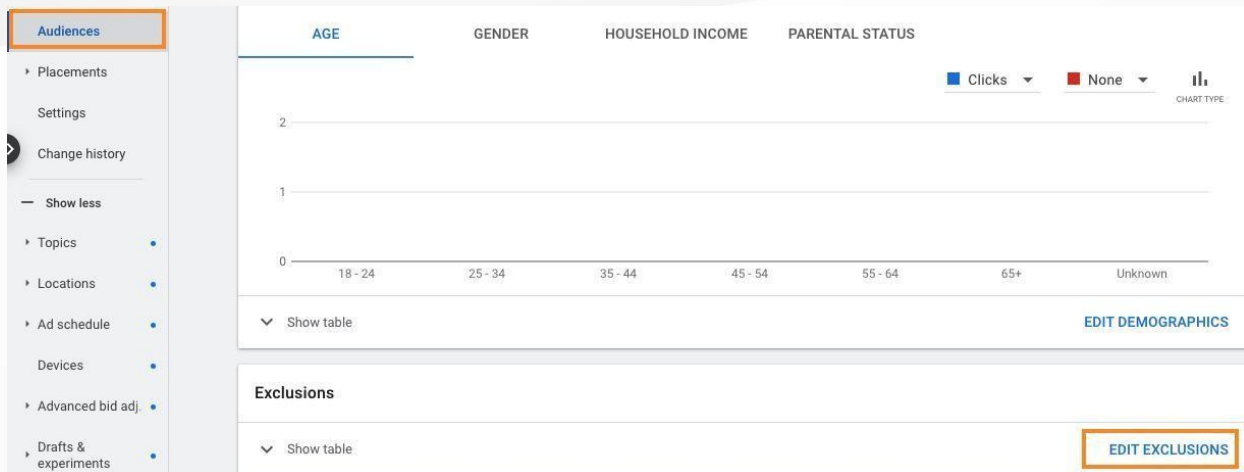 Audiences
Placements
Settings
Change history
Show less
Topics
Locations
Ad schedule
Devices
Advanced bid adj.
Drafts &
experiments
AGE GENDER HOUSEHOLD INCOME PARENTAL STATUS
Clicks None
CHART TYPE
2
1
0
18 - 24 25 - 34 35 - 44 45 - 54 55 - 64 65+ Unknown
Show table EDIT DEMOGRAPHICS
Exclusions
Show table EDIT EXCLUSIONS